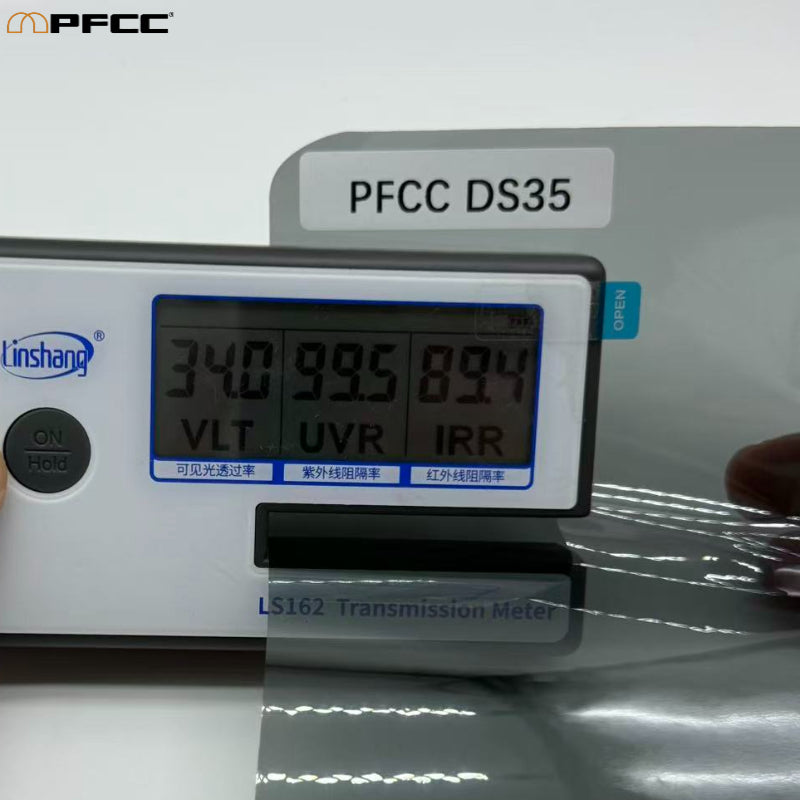 PFCC®
PFCC DS35
OPEN
Linshang®
34.0 99.5 89.4
VLT UVR IRR
可见光透过率 紫外线阻隔率 红外线阻隔率
ON
Hold
LS162 Transmission Meter